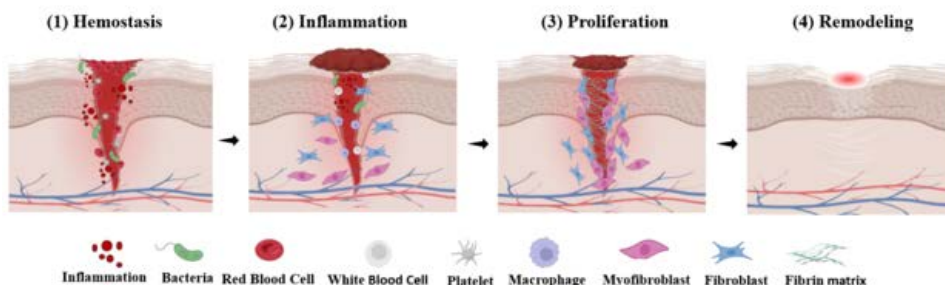 (1) Hemostasis (2) Inflammation (3) Proliferation (4) Remodeling
Inflammation Bacteria Red Blood Cell White Blood Cell Platelet Macrophage Myofibroblast Fibroblast Fibrin matrix